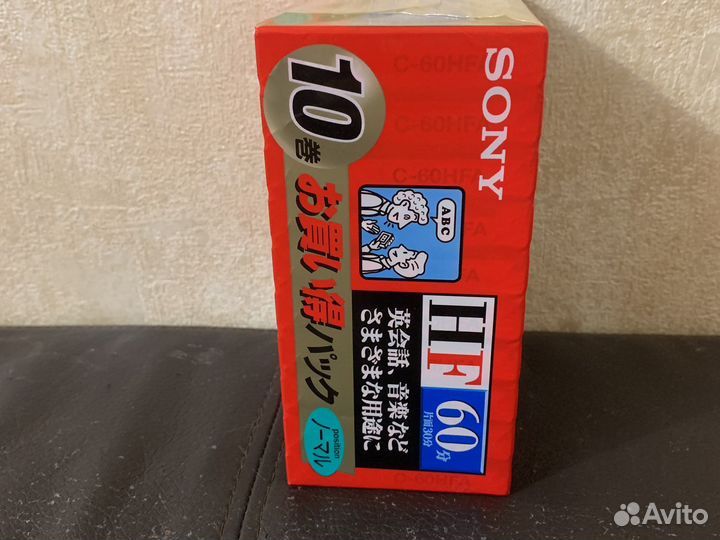 SONY
C-60HFA
C-60HFA
C-60HFA
10巻
お買い得パック
ABC
HF
60分
片面30分
英会話、音楽など
さまざまな用途に
position
ノーマル
C-60HFA
Avito